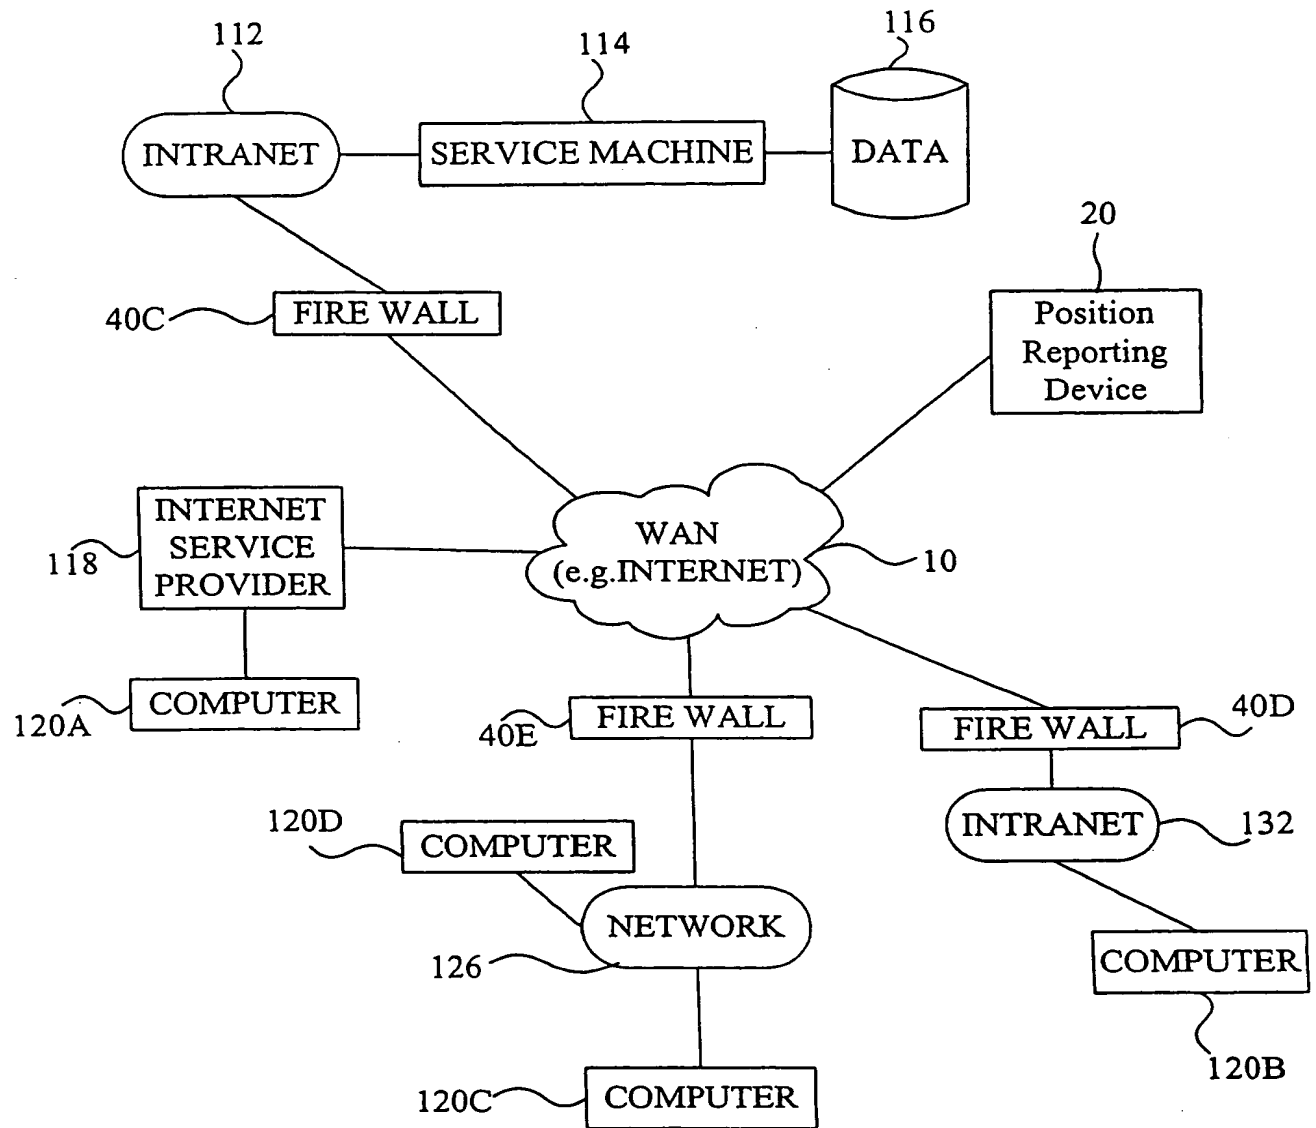 112
114
116
INTRANET
SERVICE MACHINE
DATA
20
40C
FIRE WALL
Position
Reporting
Device
INTERNET
SERVICE
PROVIDER
118
WAN
(e.g.INTERNET)
10
COMPUTER
120A
40E
FIRE WALL
FIRE WALL
40D
120D
COMPUTER
INTRANET
132
NETWORK
126
COMPUTER
120B
120C
COMPUTER